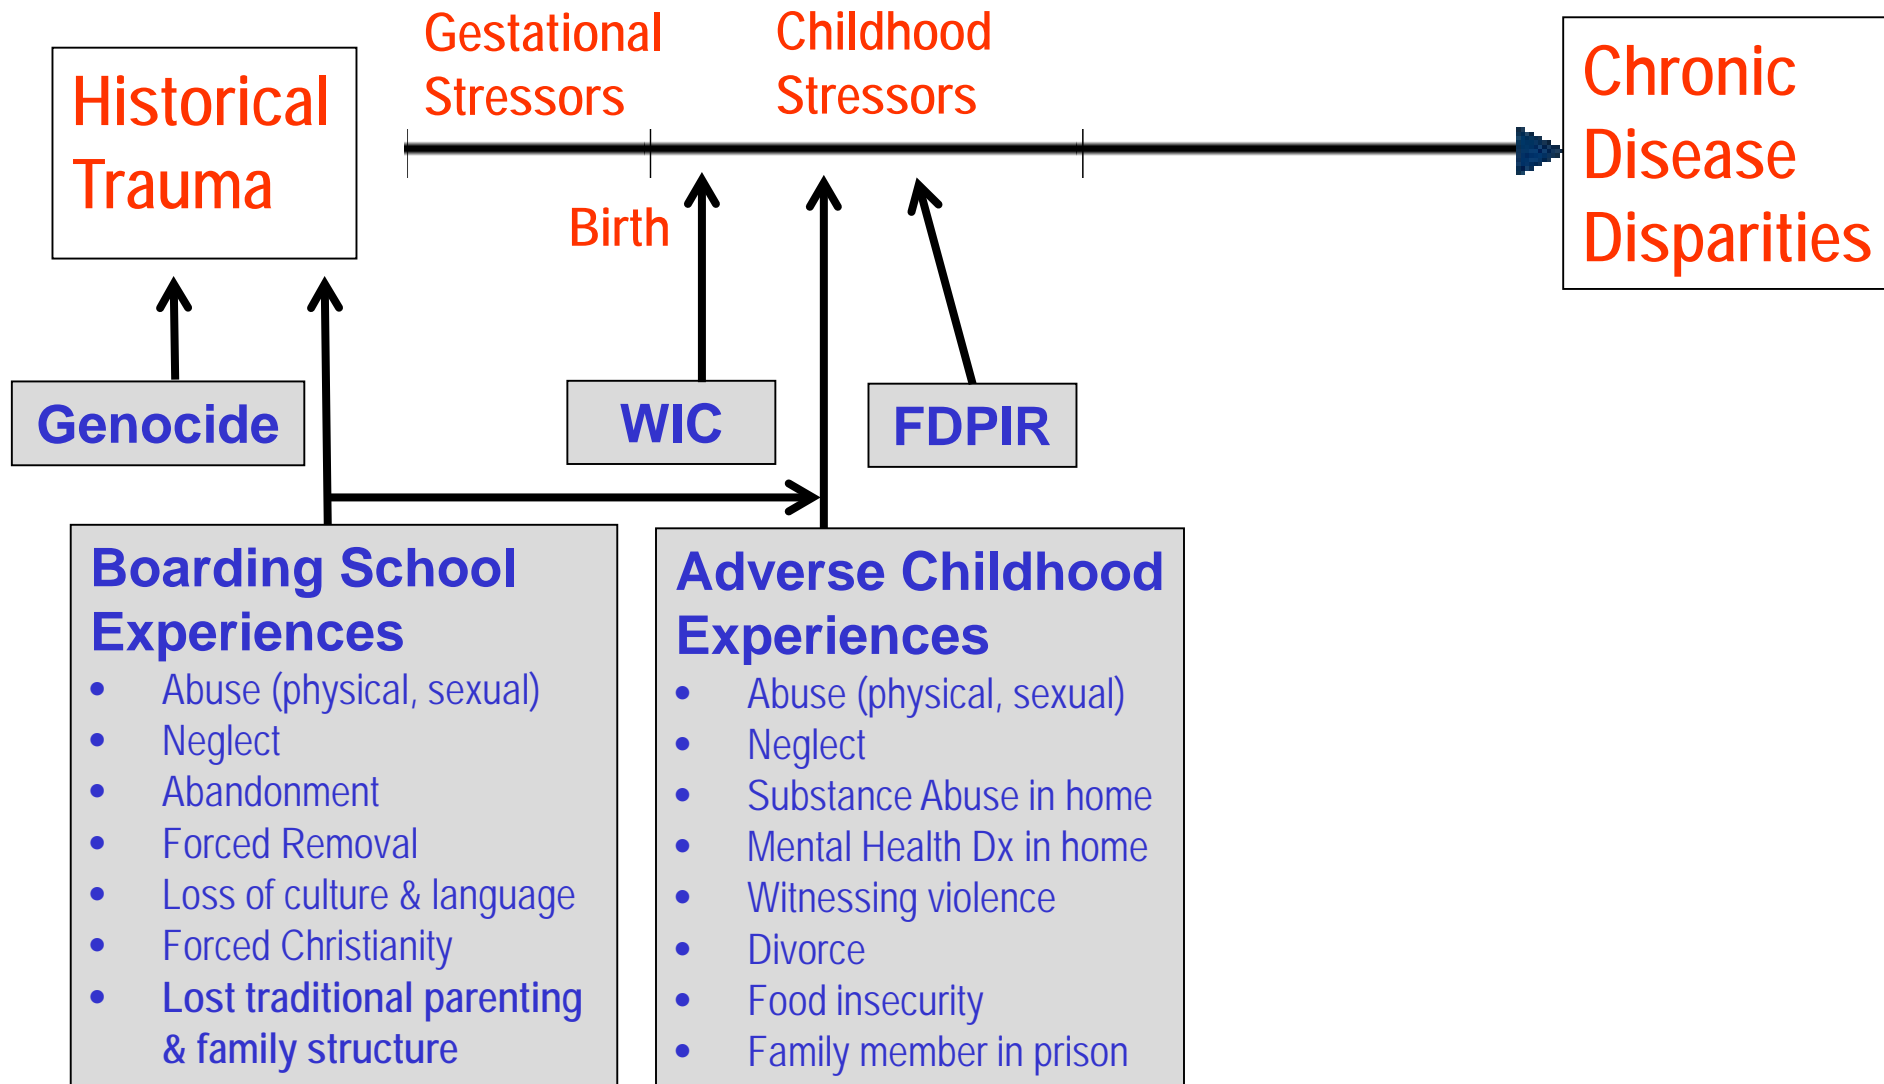 Historical
Trauma
Gestational
Stressors
Childhood
Stressors
Chronic
Disease
Disparities
Birth
Genocide
WIC
FDPIR
Boarding School
Experiences
• Abuse (physical, sexual)
• Neglect
• Abandonment
• Forced Removal
• Loss of culture & language
• Forced Christianity
• Lost traditional parenting
& family structure
Adverse Childhood
Experiences
• Abuse (physical, sexual)
• Neglect
• Substance Abuse in home
• Mental Health Dx in home
• Witnessing violence
• Divorce
• Food insecurity
• Family member in prison